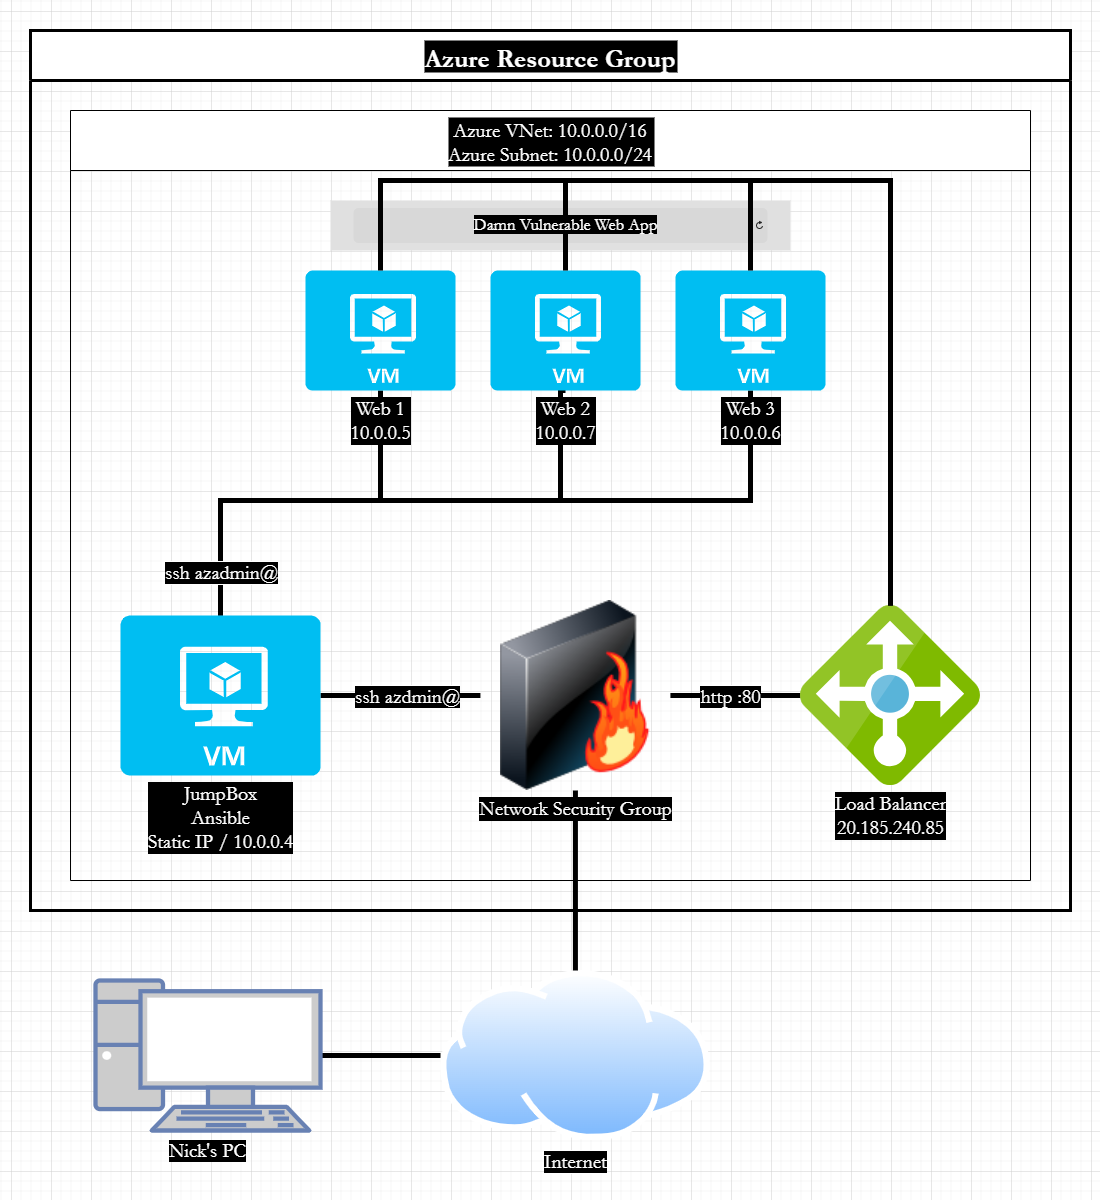 Azure Resource Group
Azure VNet: 10.0.0.0/16
Azure Subnet: 10.0.0.0/24
Damn Vulnerable Web App
VM
VM
VM
Web 1
10.0.0.5
Web 2
10.0.0.7
Web 3
10.0.0.6
ssh azadmin@
VM
ssh azdmin@
http :80
JumpBox
Ansible
Static IP / 10.0.0.4
Network Security Group
Load Balancer
20.185.240.85
Nick's PC
Internet